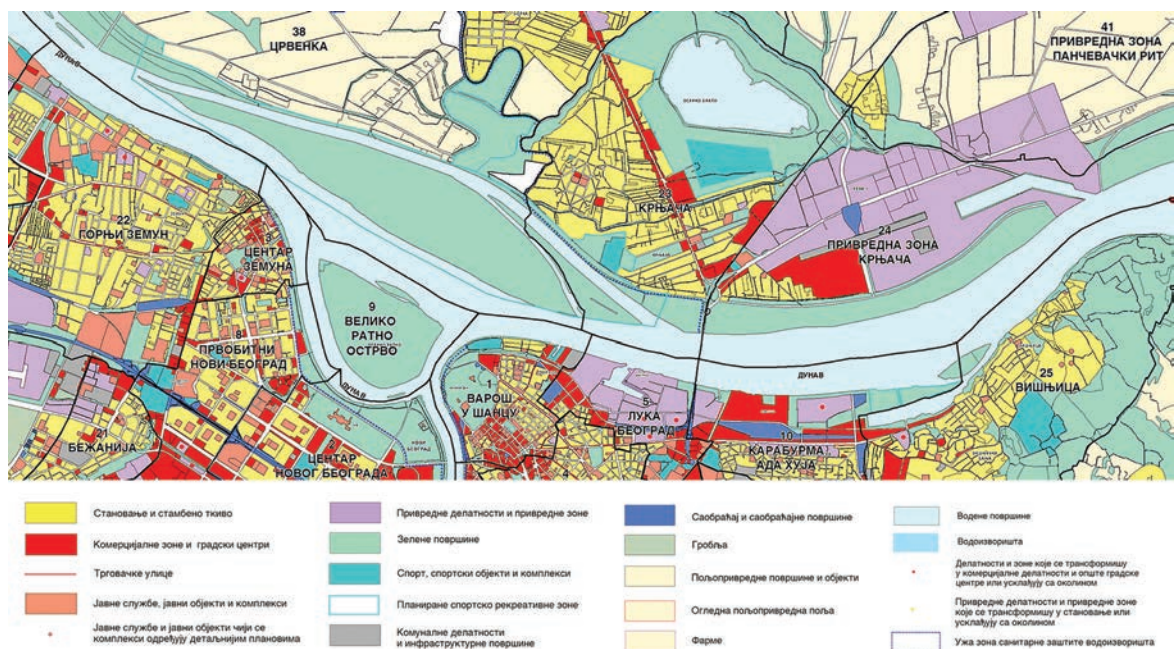 38
ЦРВЕНКА
41
ПРИВРЕДНА ЗОНА
ПАНЧЕВАЧКИ РИТ
ДУНАВ
22
ГОРЊИ ЗЕМУН
3
ЦЕНТАР
ЗЕМУНА
23
КРЊАЧА
24
ПРИВРЕДНА ЗОНА
КРЊАЧА
9
ВЕЛИКО
РАТНО
ОСТРВО
8
ПРВОБИТНИ
НОВИ БЕОГРАД
ДУНАВ
1
ВАРОШ
У ШАНЦУ
5
ЛУКА
БЕОГРАД
ДУНАВ
25
ВИШЊИЦА
21
БЕЖАНИЈА
2
ЦЕНТАР
НОВОГ БЕОГРАДА
4
10
КАРАБУРМА
АДА ХУЈА
Становање и стамбено ткиво
Комерцијалне зоне и градски центри
Трговачке улице
Јавне службе, јавни објекти и комплекси
Јавне службе и јавни објекти чији се
комплекси одређују детаљнијим плановима
Привредне делатности и привредне зоне
Зелене површине
Спорт, спортски објекти и комплекси
Планиране спортско рекреативне зоне
Комуналне делатности
и инфраструктурне површине
Саобраћај и саобраћајне површине
Гробља
Пољопривредне површине и објекти
Огледна пољопривредна поља
Фарме
Водене површине
Водоизворишта
Делатности и зоне које се трансформишу
у комерцијалне делатности и опште градске
центре или усклађују са околином
Привредне делатности и привредне зоне
које се трансформишу у становање или
усклађују са околином
Ужа зона санитарне заштите водоизворишта